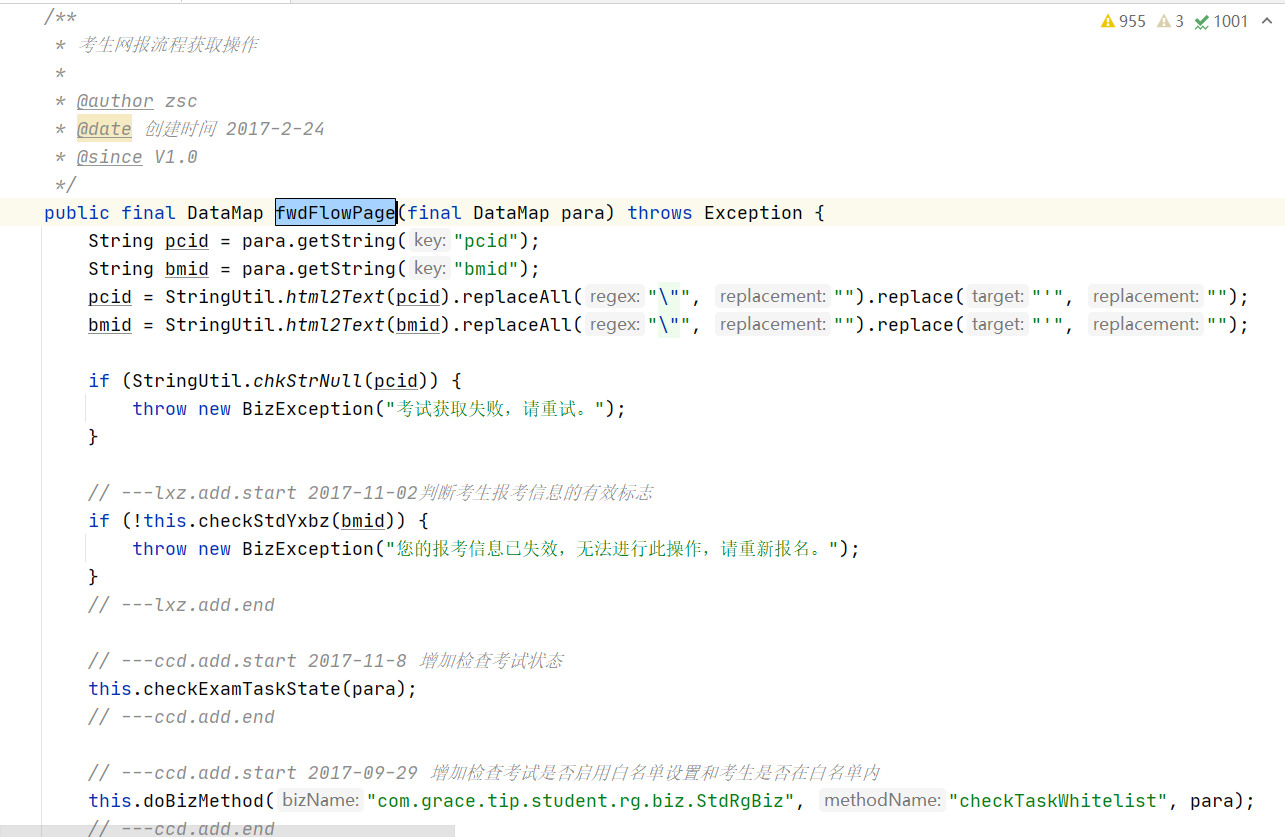 /**
955 3 1001
* 考生网报流程获取操作
*
* @author zsc
* @date 创建时间 2017-2-24
* @since V1.0
*/
public final DataMap fwdFlowPage(final DataMap para) throws Exception {
String pcid = para.getString( key: "pcid");
String bmid = para.getString( key: "bmid");
pcid = StringUtil.html2Text(pcid).replaceAll( regex: "\"", replacement: "").replace( target: "'", replacement: "");
bmid = StringUtil.html2Text(bmid).replaceAll( regex: "\"", replacement: "").replace( target: "'", replacement: "");
if (StringUtil.chkStrNull(pcid)) {
throw new BizException("考试获取失败，请重试。");
}
// ---lxz.add.start 2017-11-02判断考生报考信息的有效标志
if (!this.checkStdYxbz(bmid)) {
throw new BizException("您的报考信息已失效，无法进行此操作，请重新报名。");
}
// ---lxz.add.end
// ---ccd.add.start 2017-11-8 增加检查考试状态
this.checkExamTaskState(para);
// ---ccd.add.end
// ---ccd.add.start 2017-09-29 增加检查考试是否启用白名单设置和考生是否在白名单内
this.doBizMethod( bizName: "com.grace.tip.student.rg.biz.StdRgBiz", methodName: "checkTaskWhitelist", para);
// ---ccd.add.end